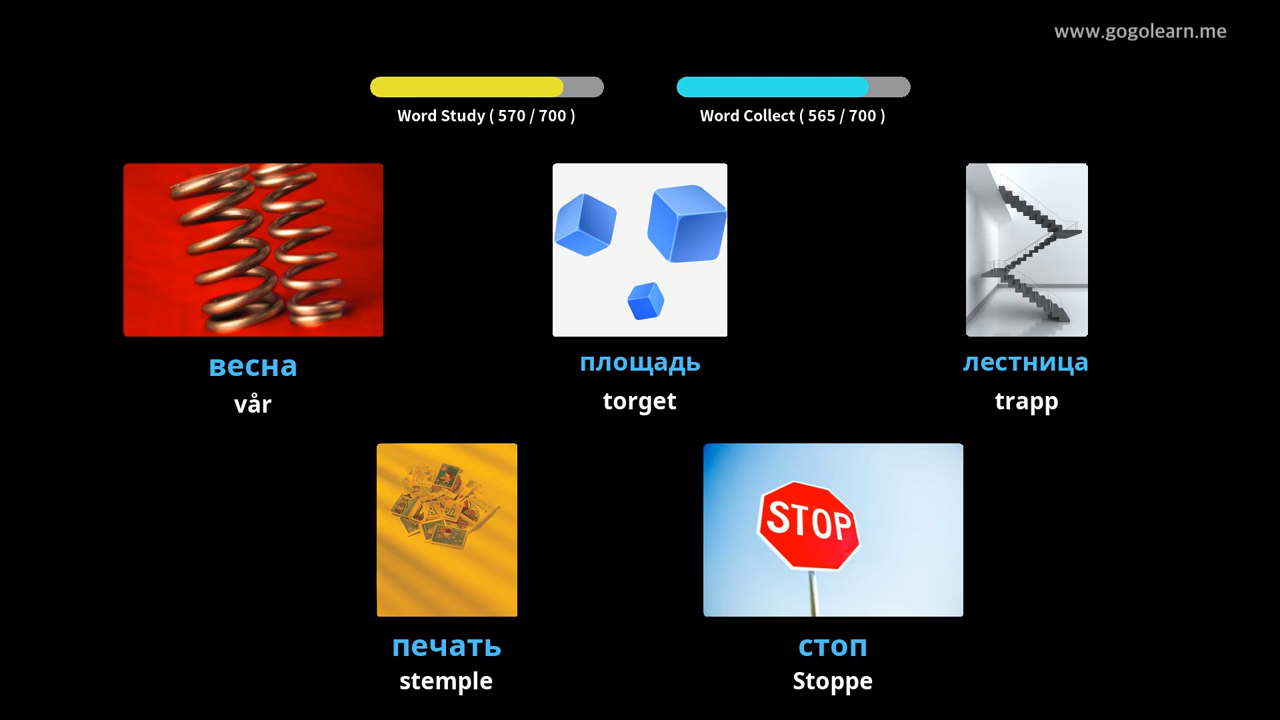 www.gogolearn.me
Word Study ( 570 / 700 )
Word Collect ( 565 / 700 )
весна
площадь
лестница
vår
torget
trapp
STOP
печать
стоп
stemple
Stoppe